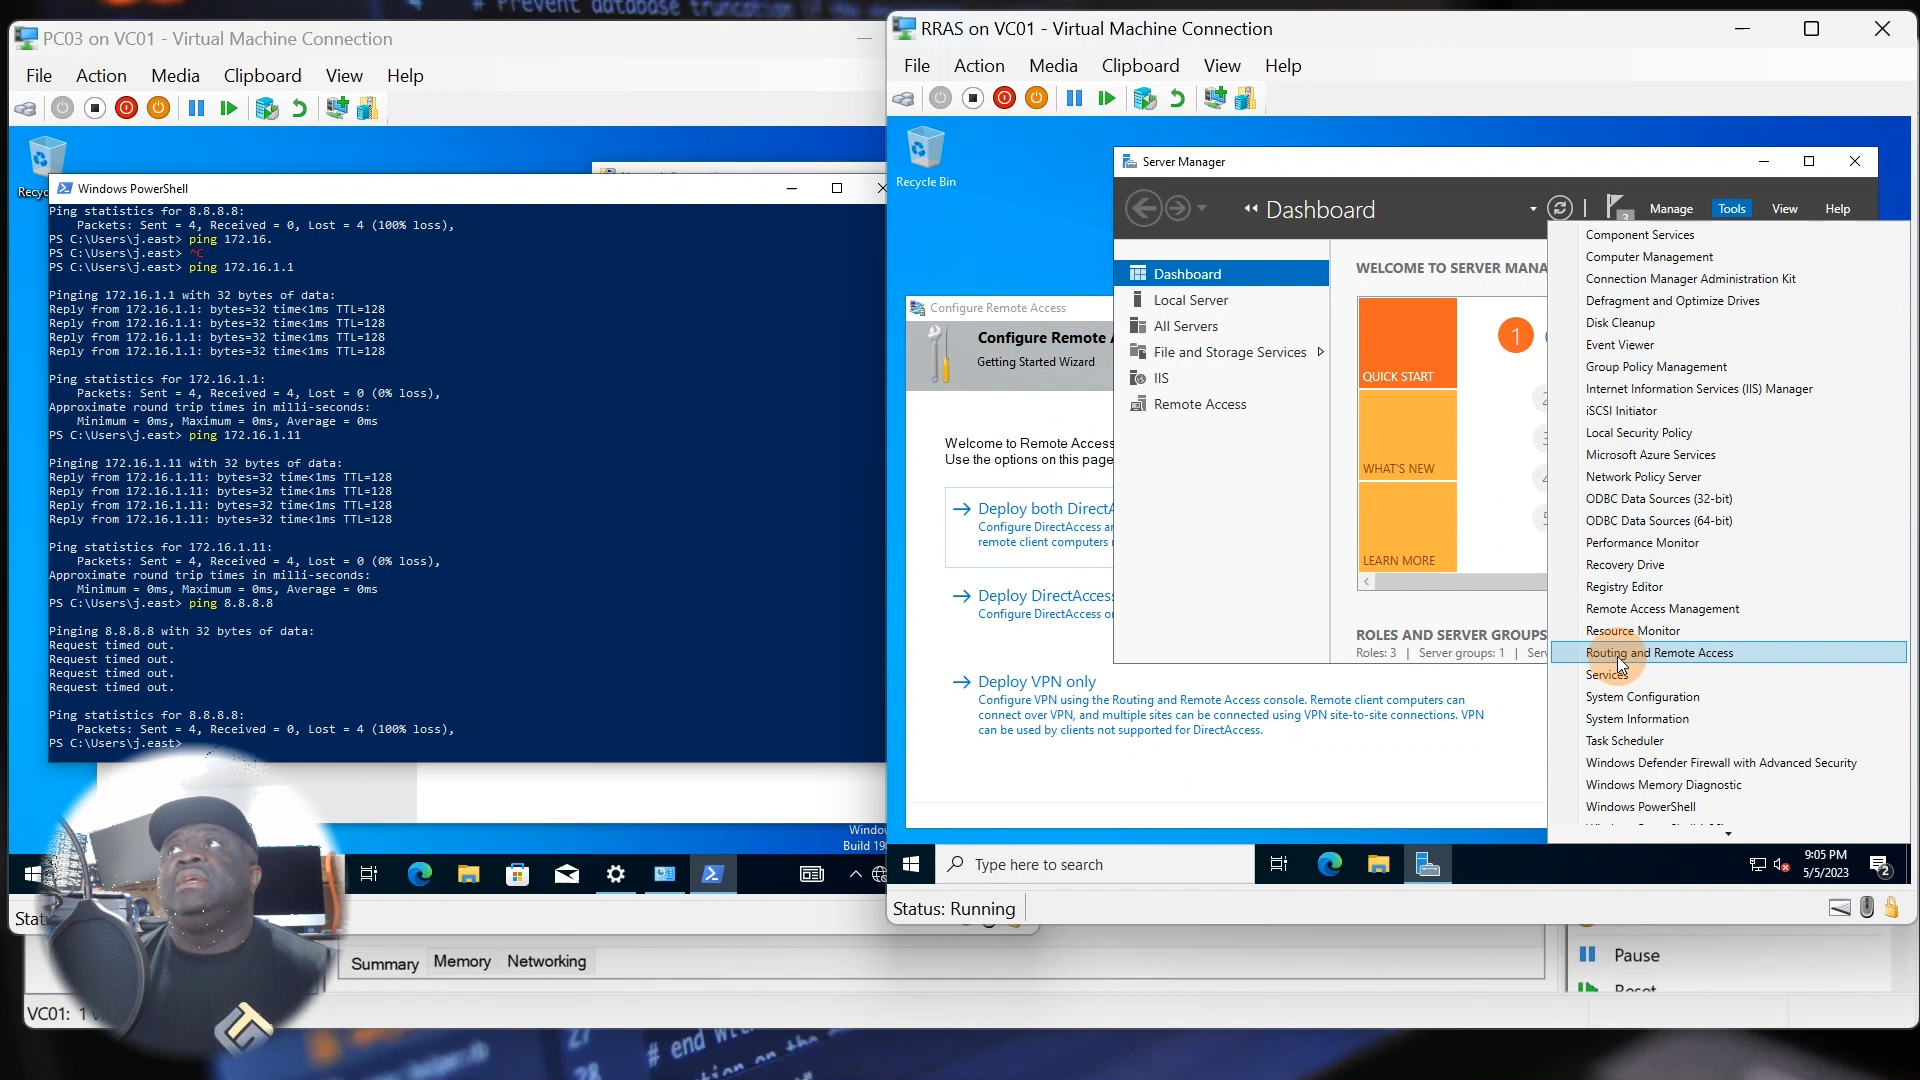 # Prevent database truncation if the
PC03 on VC01 - Virtual Machine Connection
File Action Media Clipboard View Help
Windows PowerShell
Ping statistics for 8.8.8.8:
Packets: Sent = 4, Received = 0, Lost = 4 (100% loss),
PS C:\Users\j.east> ping 172.16.
PS C:\Users\j.east> ^C
PS C:\Users\j.east> ping 172.16.1.1
Pinging 172.16.1.1 with 32 bytes of data:
Reply from 172.16.1.1: bytes=32 time<1ms TTL=128
Reply from 172.16.1.1: bytes=32 time<1ms TTL=128
Reply from 172.16.1.1: bytes=32 time<1ms TTL=128
Reply from 172.16.1.1: bytes=32 time<1ms TTL=128
Ping statistics for 172.16.1.1:
Packets: Sent = 4, Received = 4, Lost = 0 (0% loss),
Approximate round trip times in milli-seconds:
Minimum = 0ms, Maximum = 0ms, Average = 0ms
PS C:\Users\j.east> ping 172.16.1.11
Pinging 172.16.1.11 with 32 bytes of data:
Reply from 172.16.1.11: bytes=32 time<1ms TTL=128
Reply from 172.16.1.11: bytes=32 time<1ms TTL=128
Reply from 172.16.1.11: bytes=32 time<1ms TTL=128
Reply from 172.16.1.11: bytes=32 time<1ms TTL=128
Ping statistics for 172.16.1.11:
Packets: Sent = 4, Received = 4, Lost = 0 (0% loss),
Approximate round trip times in milli-seconds:
Minimum = 0ms, Maximum = 0ms, Average = 0ms
PS C:\Users\j.east> ping 8.8.8.8
Pinging 8.8.8.8 with 32 bytes of data:
Request timed out.
Request timed out.
Request timed out.
Request timed out.
Ping statistics for 8.8.8.8:
Packets: Sent = 4, Received = 0, Lost = 4 (100% loss),
PS C:\Users\j.east>
Build 19
Summary Memory Networking
VC01: 1
RRAS on VC01 - Virtual Machine Connection
File Action Media Clipboard View Help
Recycle Bin
Server Manager
Dashboard
3
Manage Tools View Help
Dashboard
Local Server
All Servers
File and Storage Services
IIS
Remote Access
WELCOME TO SERVER MANA
1
QUICK START
WHAT'S NEW
LEARN MORE
ROLES AND SERVER GROUPS
Roles: 3 | Server groups: 1 |
Configure Remote Access
Configure Remote
Getting Started Wizard
Welcome to Remote Access
Use the options on this page
Deploy both DirectA
Configure DirectAccess
remote client computers
Deploy DirectAccess
Configure DirectAccess
Deploy VPN only
Configure VPN using the Routing and Remote Access console. Remote client computers can
connect over VPN, and multiple sites can be connected using VPN site-to-site connections. VPN
can be used by clients not supported for DirectAccess.
Component Services
Computer Management
Connection Manager Administration Kit
Defragment and Optimize Drives
Disk Cleanup
Event Viewer
Group Policy Management
Internet Information Services (IIS) Manager
iSCSI Initiator
Local Security Policy
Microsoft Azure Services
Network Policy Server
ODBC Data Sources (32-bit)
ODBC Data Sources (64-bit)
Performance Monitor
Recovery Drive
Registry Editor
Remote Access Management
Resource Monitor
Routing and Remote Access
Services
System Configuration
System Information
Task Scheduler
Windows Defender Firewall with Advanced Security
Windows Memory Diagnostic
Windows PowerShell
Type here to search
9:05 PM
5/5/2023
2
Status: Running
Pause
Reset
27
28
# end